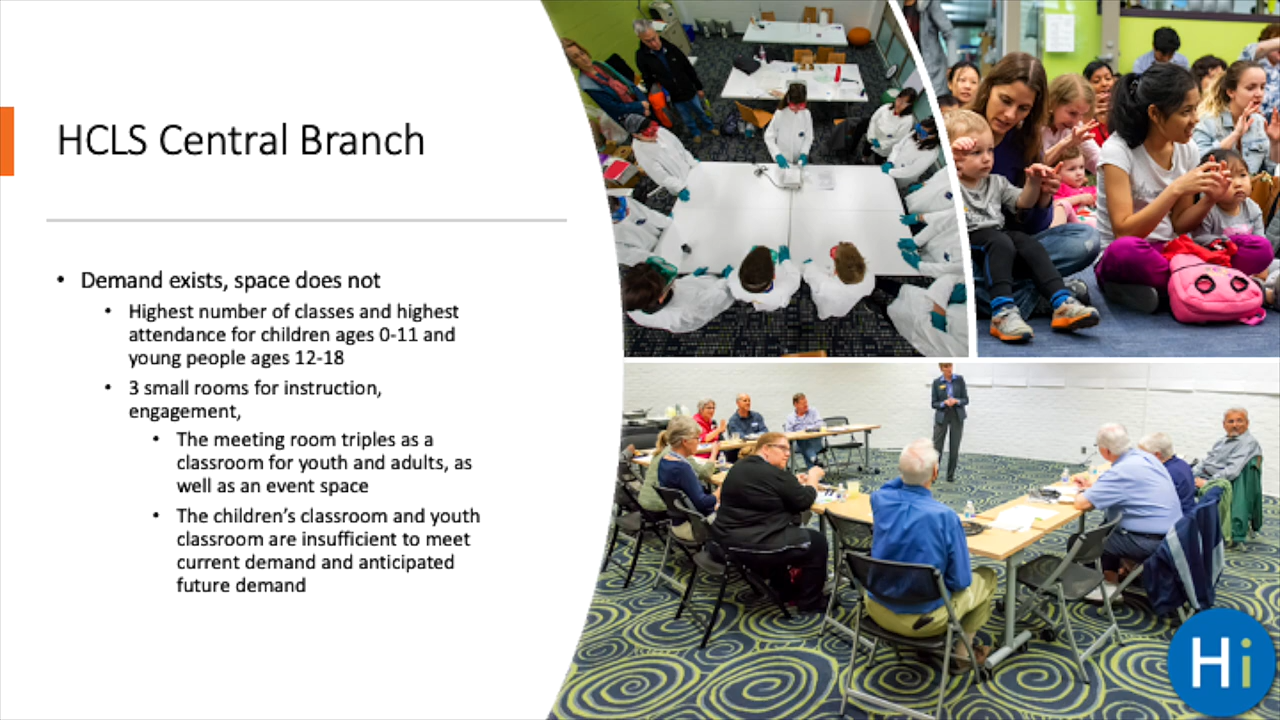 HCLS Central Branch
• Demand exists, space does not
• Highest number of classes and highest
attendance for children ages 0-11 and
young people ages 12-18
• 3 small rooms for instruction,
engagement,
• The meeting room triples as a
classroom for youth and adults, as
well as an event space
• The children’s classroom and youth
classroom are insufficient to meet
current demand and anticipated
future demand
Hi